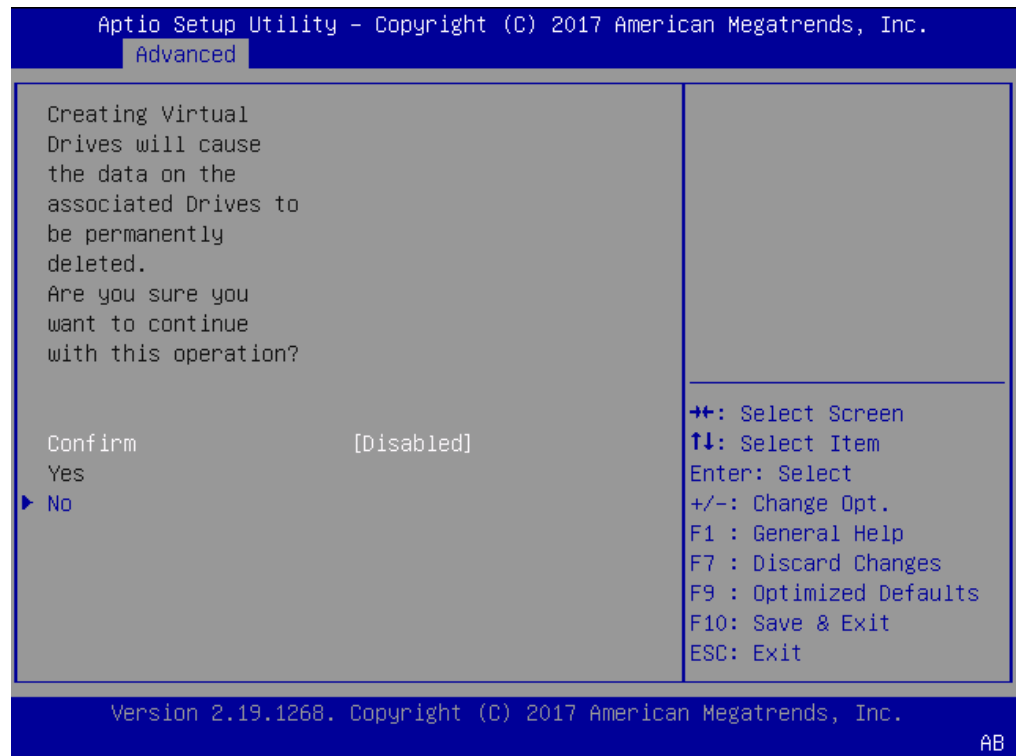 Aptio Setup Utility – Copyright (C) 2017 American Megatrends, Inc.
Advanced
Creating Virtual
Drives will cause
the data on the
associated Drives to
be permanently
deleted.
Are you sure you
want to continue
with this operation?
Confirm [Disabled]
Yes
No
→←: Select Screen
↑↓: Select Item
Enter: Select
+/-: Change Opt.
F1 : General Help
F7 : Discard Changes
F9 : Optimized Defaults
F10: Save & Exit
ESC: Exit
Version 2.19.1268. Copyright (C) 2017 American Megatrends, Inc.
AB